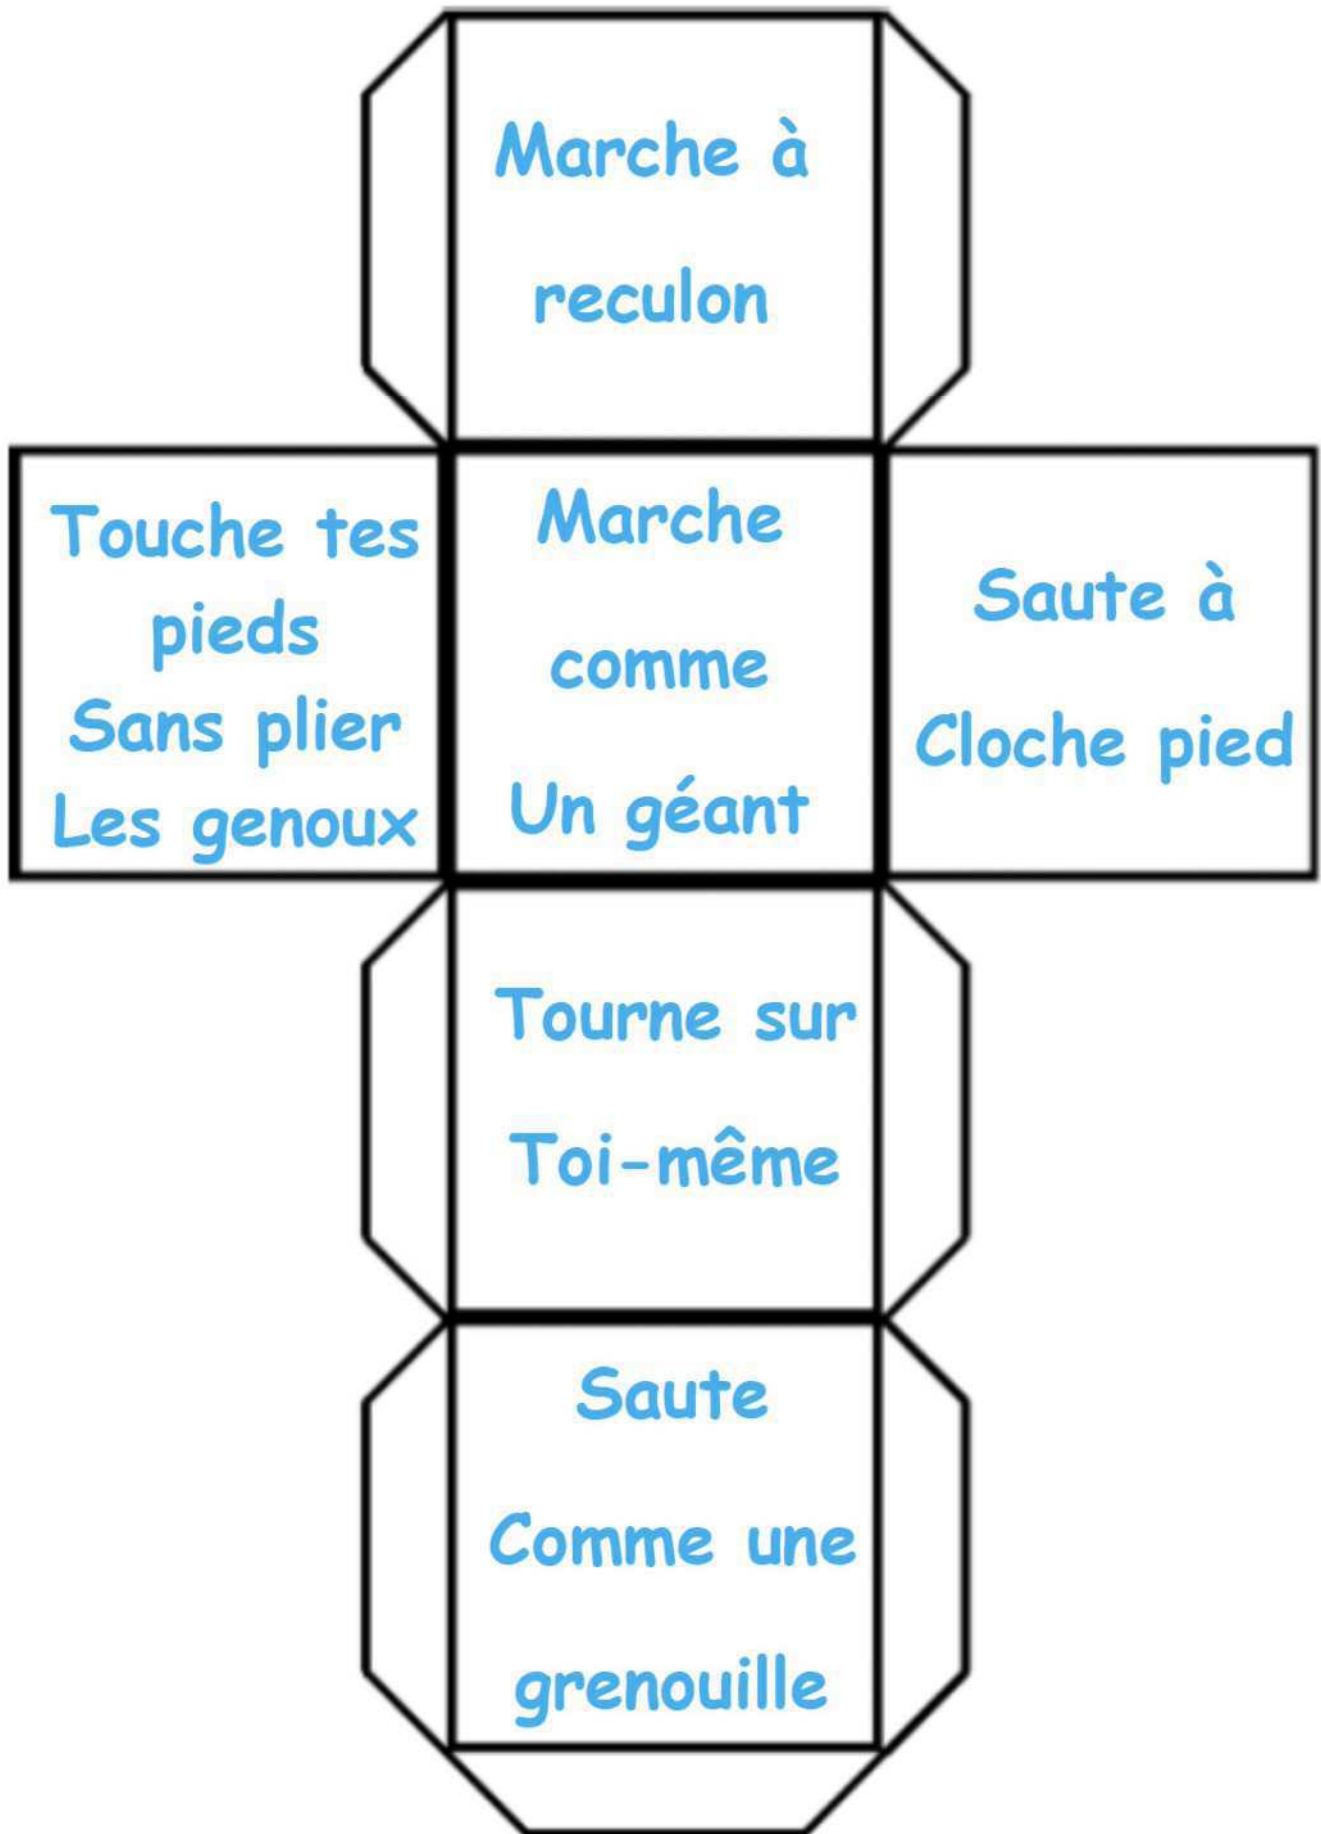 Marche à
reculon
Touche tes
pieds
Sans plier
Les genoux
Marche
comme
Un géant
Saute à
Cloche pied
Tourne sur
Toi-même
Saute
Comme une
grenouille